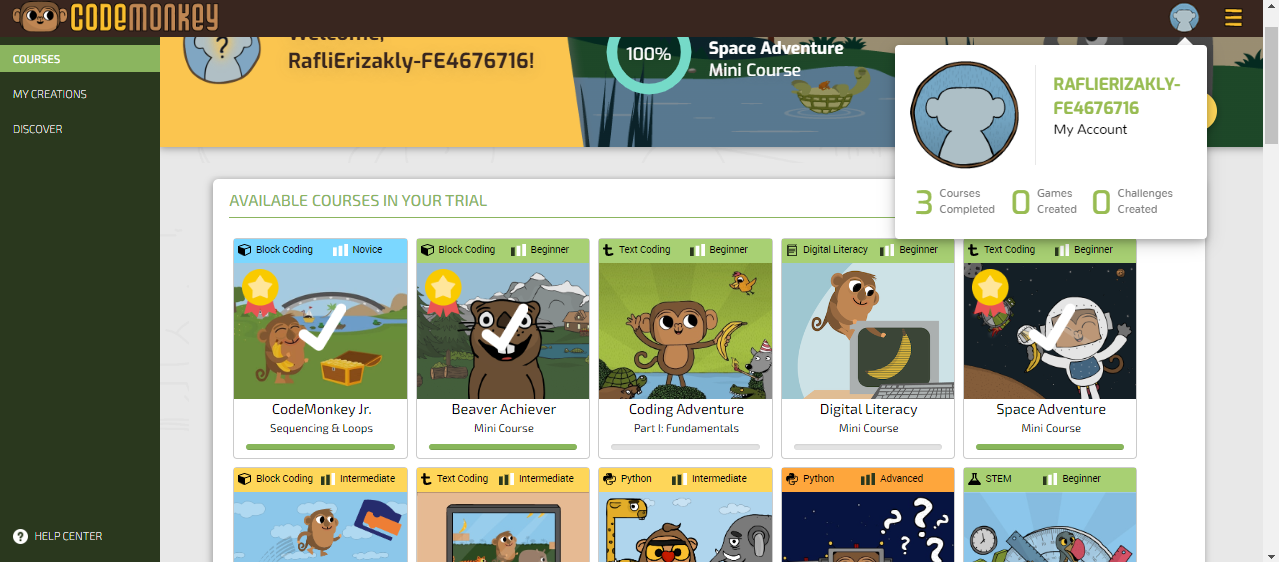 CODEMONKEY
COURSES
MY CREATIONS
DISCOVER
HELP CENTER
Welcome,
RafliErizakly-FE4676716!
100%
Space Adventure
Mini Course
RAFLIERIZAKLY-
FE4676716
My Account
3 Courses Completed
0 Games Created
0 Challenges Created
AVAILABLE COURSES IN YOUR TRIAL
Block Coding Novice
CodeMonkey Jr.
Sequencing & Loops
Block Coding Beginner
Beaver Achiever
Mini Course
Text Coding Beginner
Coding Adventure
Part I: Fundamentals
Digital Literacy Beginner
Digital Literacy
Mini Course
Text Coding Beginner
Space Adventure
Mini Course
Block Coding Intermediate
Text Coding Intermediate
Python Intermediate
Python Advanced
STEM Beginner